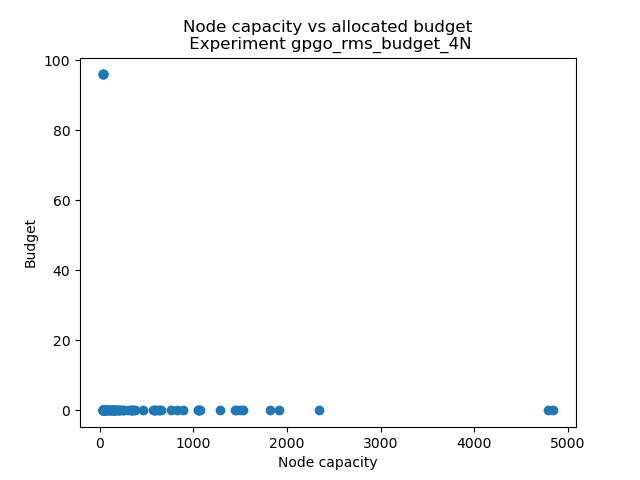 Node capacity vs allocated budget
Experiment gpgo_rms_budget_4N
100
80
60
40
20
0
Budget
0 1000 2000 3000 4000 5000
Node capacity